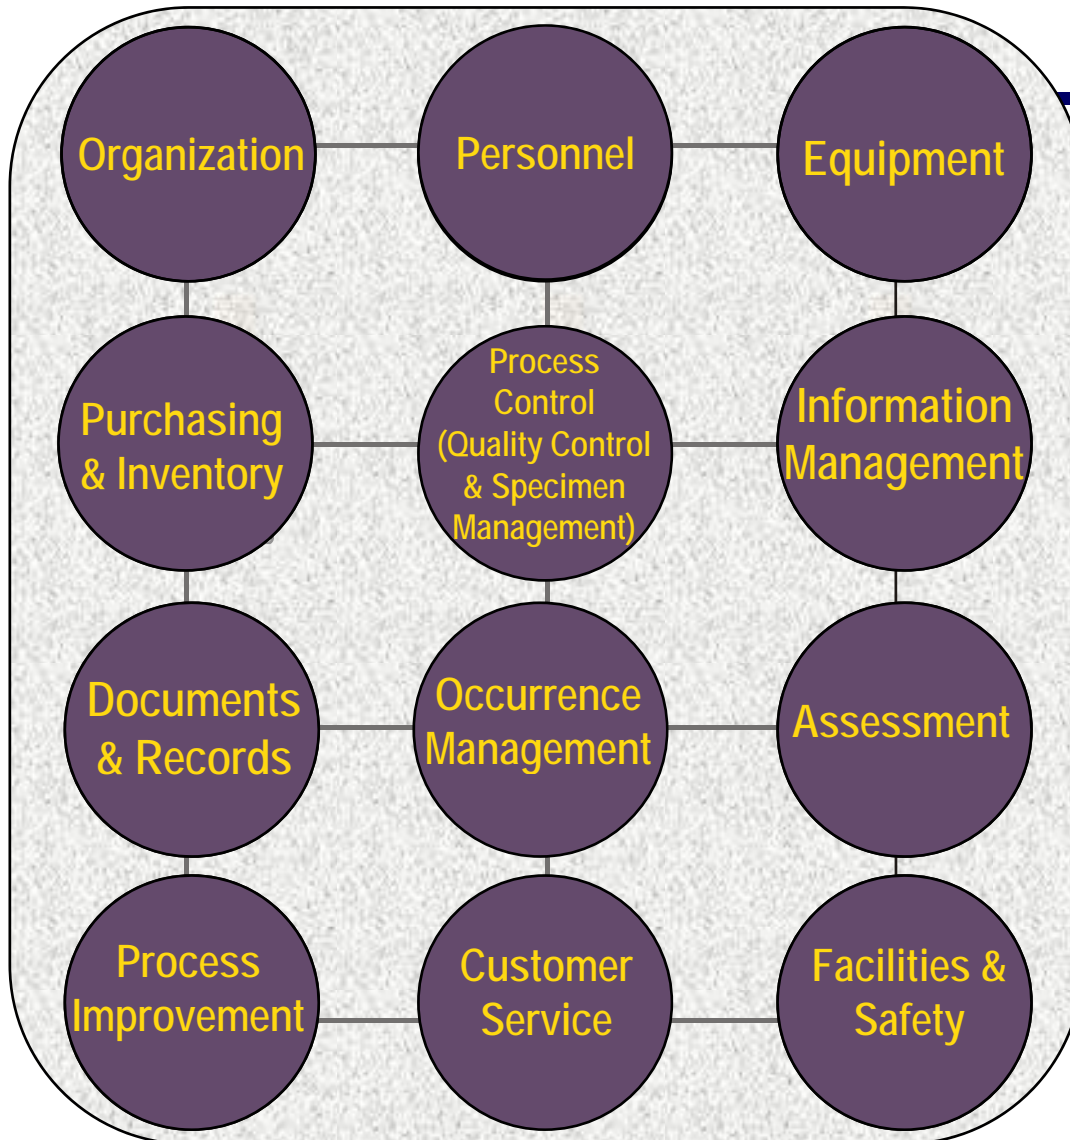 Organization
Personnel
Equipment
Purchasing
& Inventory
Process
Control
(Quality Control
& Specimen
Management)
Information
Management
Documents
& Records
Occurrence
Management
Assessment
Process
Improvement
Customer
Service
Facilities &
Safety